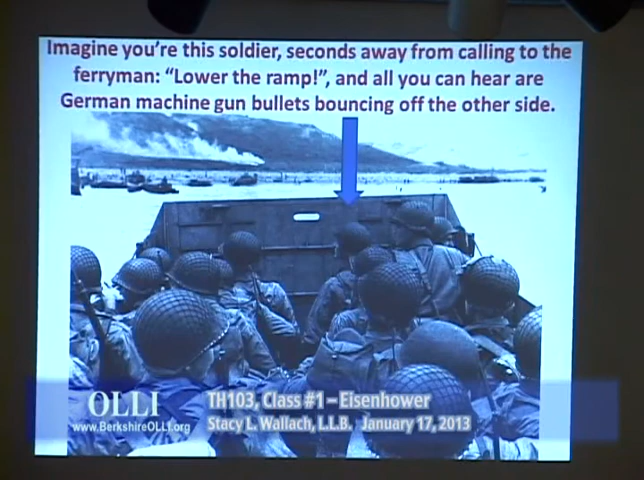 Imagine you're this soldier, seconds away from calling to the
ferryman: “Lower the ramp!”, and all you can hear are
German machine gun bullets bouncing off the other side.
OLLI
www.BerkshireOLLI.org
TH103, Class #1 – Eisenhower
Stacy L. Wallach, L.L.B. January 17, 2013